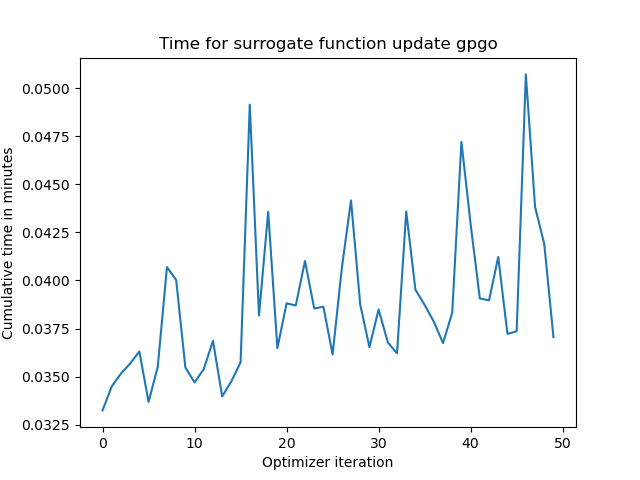 Time for surrogate function update gpgo
Cumulative time in minutes
0.0500
0.0475
0.0450
0.0425
0.0400
0.0375
0.0350
0.0325
0 10 20 30 40 50
Optimizer iteration